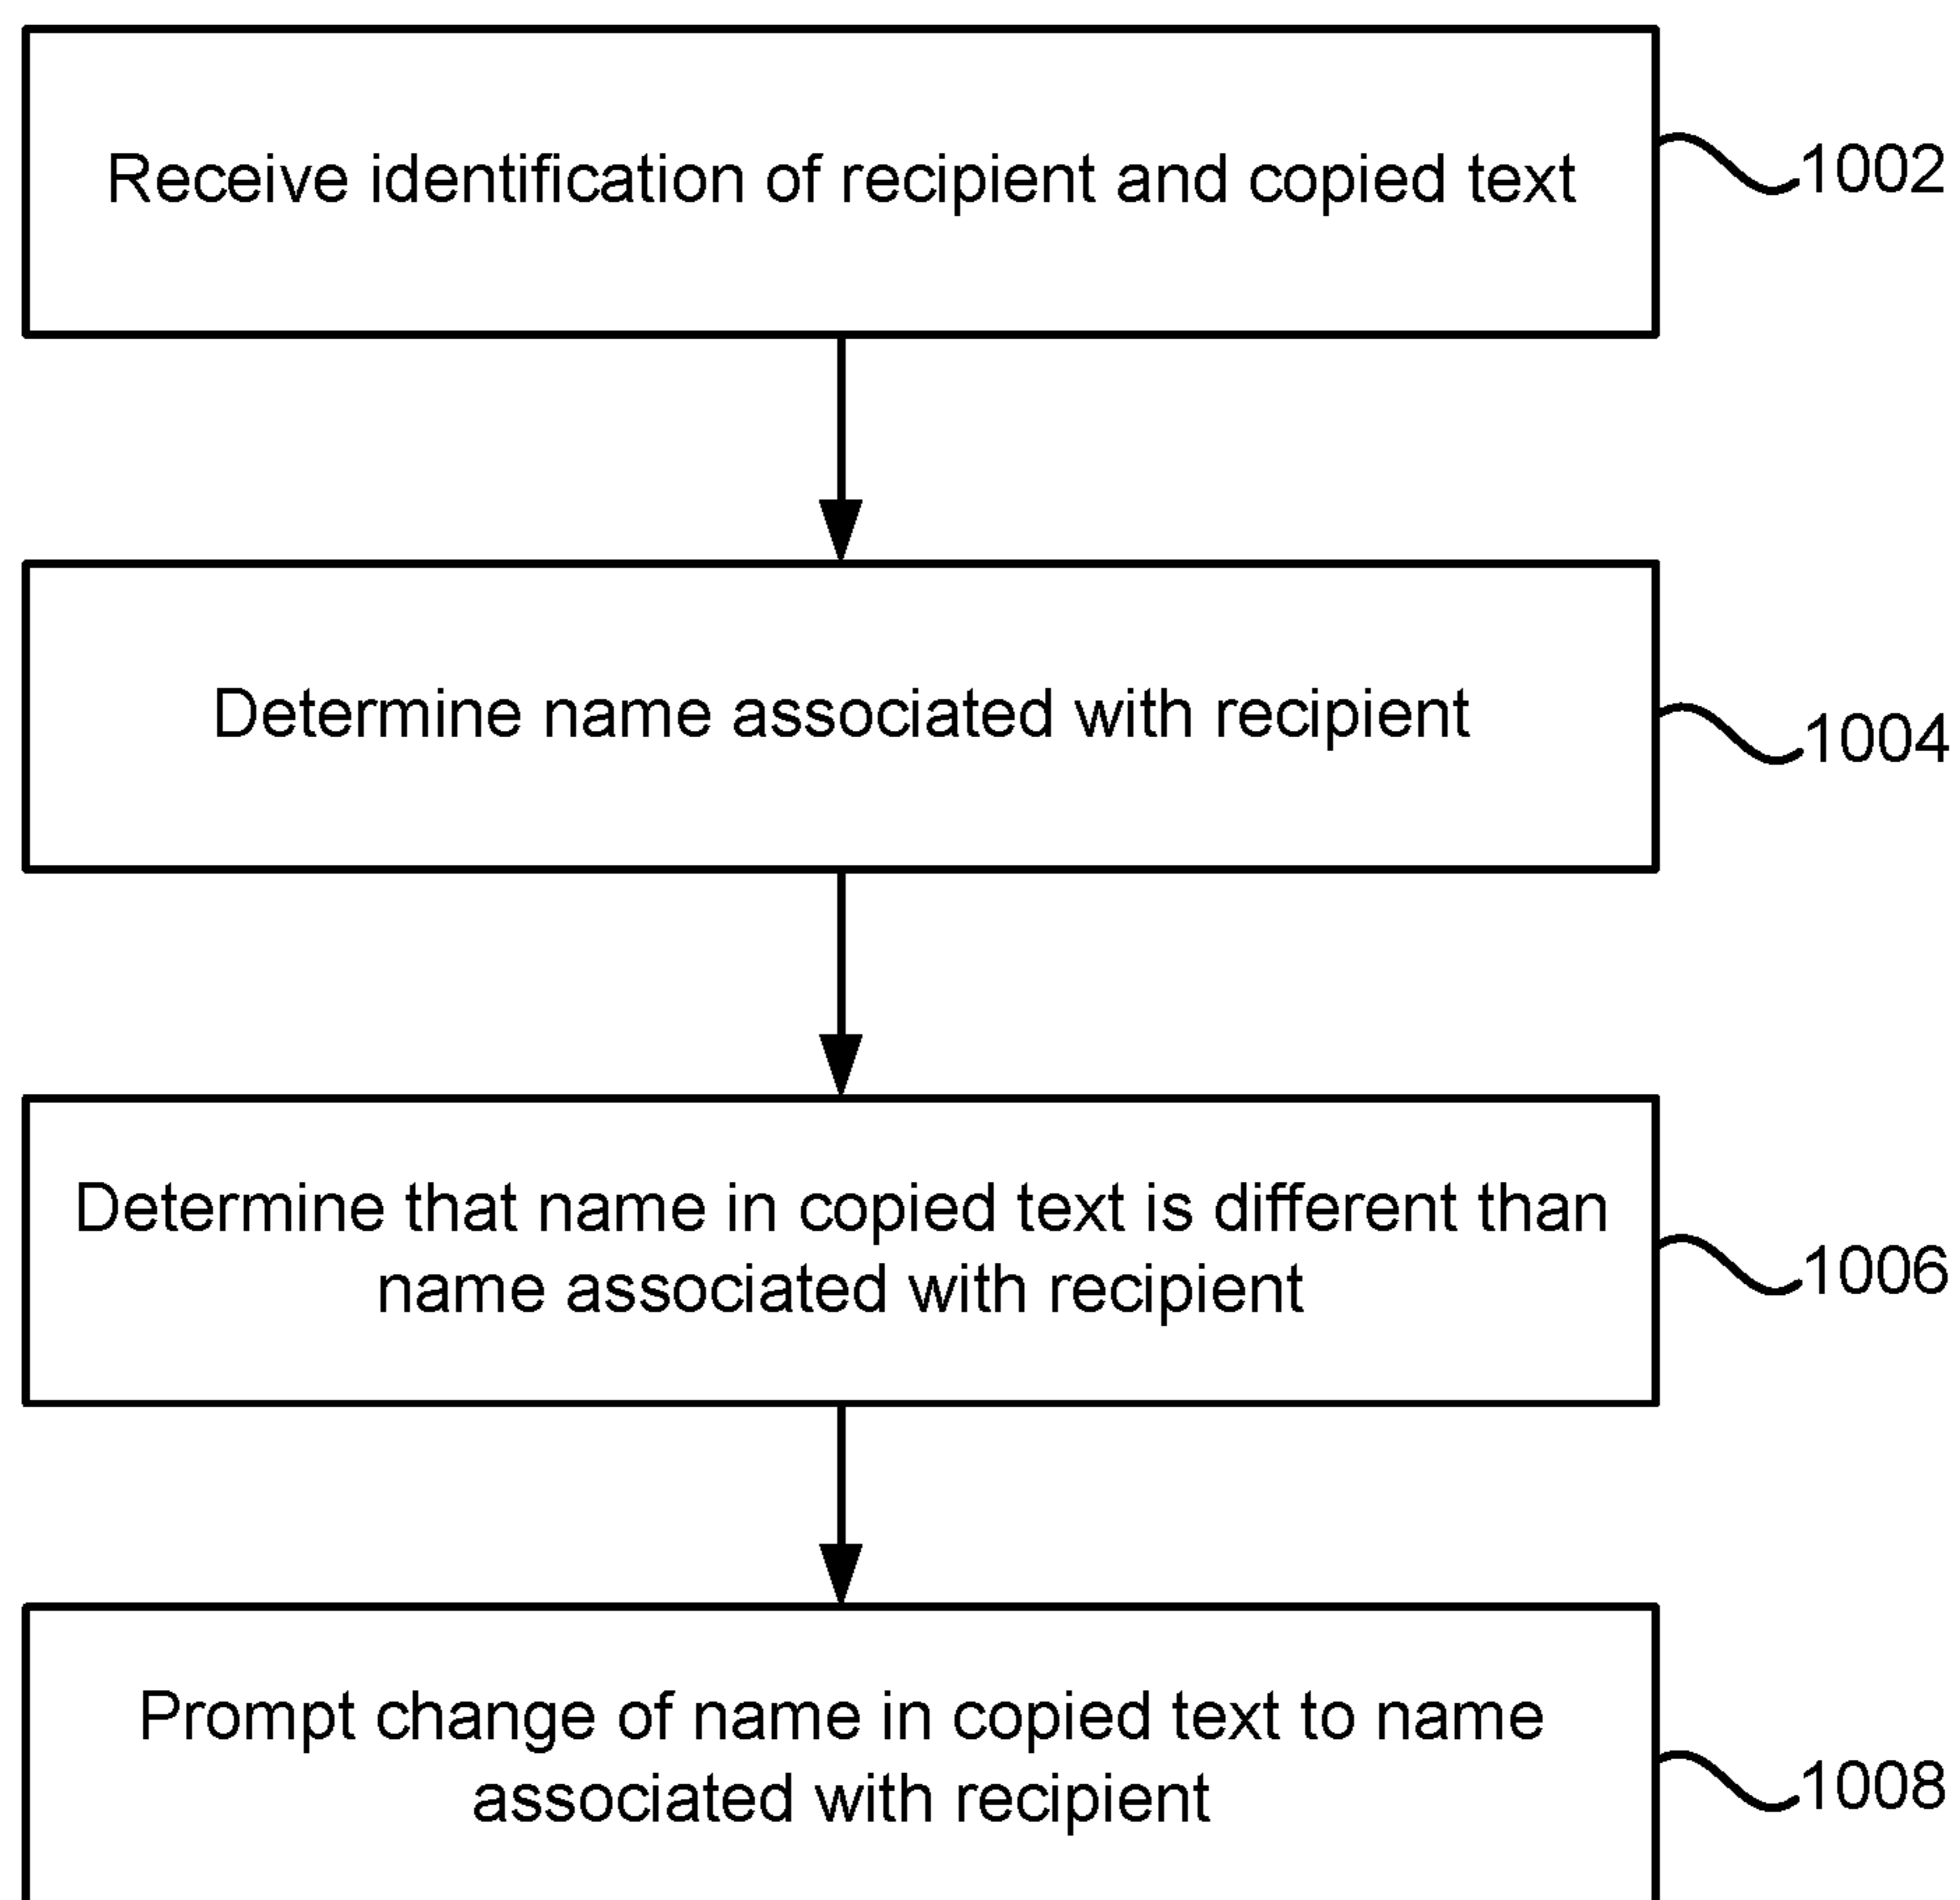 Receive identification of recipient and copied text
1002
Determine name associated with recipient
1004
Determine that name in copied text is different than
name associated with recipient
1006
Prompt change of name in copied text to name
associated with recipient
1008